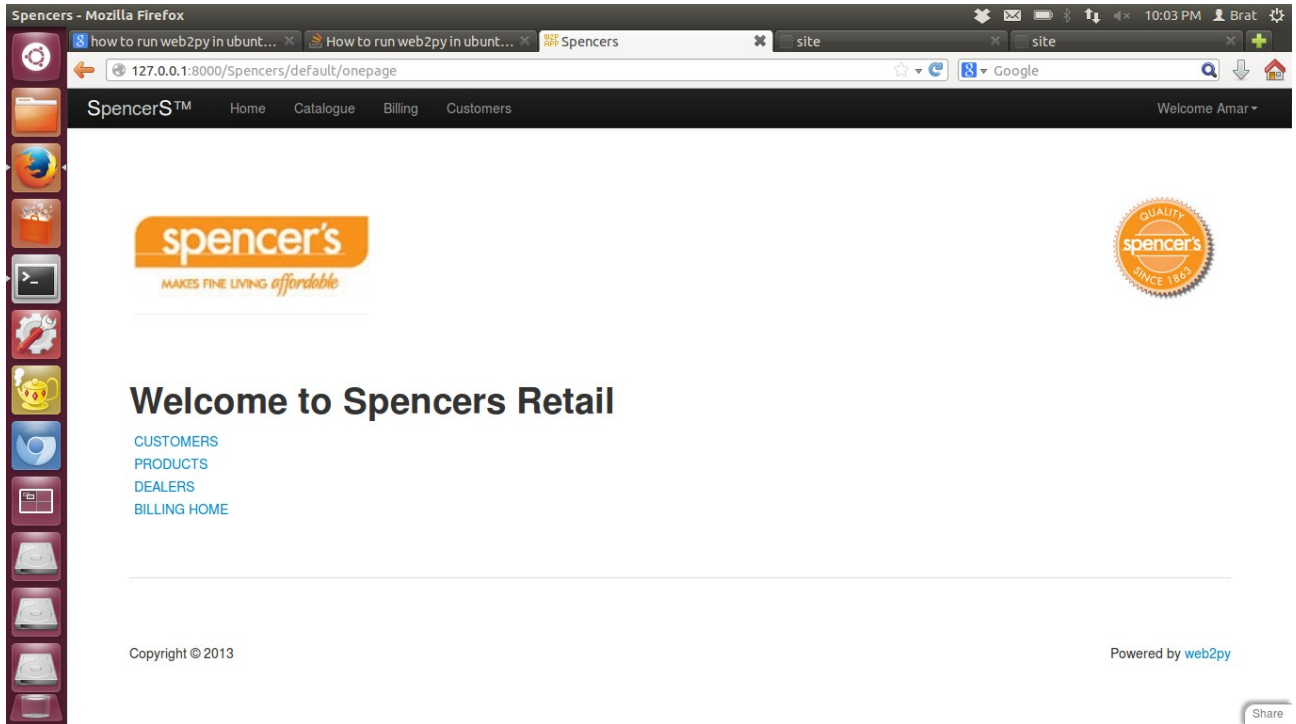 Spencers - Mozilla Firefox
10:03 PM Brat
how to run web2py in ubunt...
How to run web2py in ubunt...
Spencers
site
site
127.0.0.1:8000/Spencers/default/onepage
Google
SpencerS™ Home Catalogue Billing Customers Welcome Amar
spencer's
MAKES FINE LIVING affordable
QUALITY
spencer's
SINCE 1863
Welcome to Spencers Retail
CUSTOMERS
PRODUCTS
DEALERS
BILLING HOME
Copyright © 2013
Powered by web2py
Share